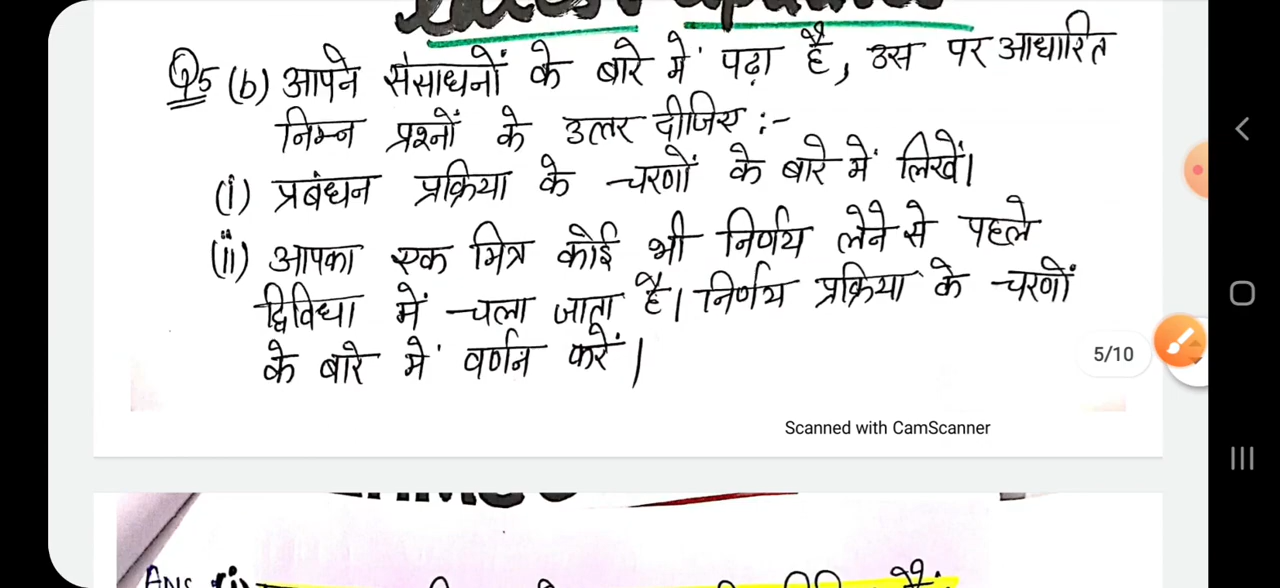 Q5 (b) आपने संसाधनों के बारे में पढ़ा है, उस पर आधारित
निम्न प्रश्नों के उत्तर दीजिए :-
(i) प्रबंधन प्रक्रिया के चरणों के बारे में लिखें।
(ii) आपका एक मित्र कोई भी निर्णय लेने से पहले
द्विविधा में चला जाता है। निर्णय प्रक्रिया के चरणों
के बारे में वर्णन करें।
5/10
Scanned with CamScanner
Ans (i)